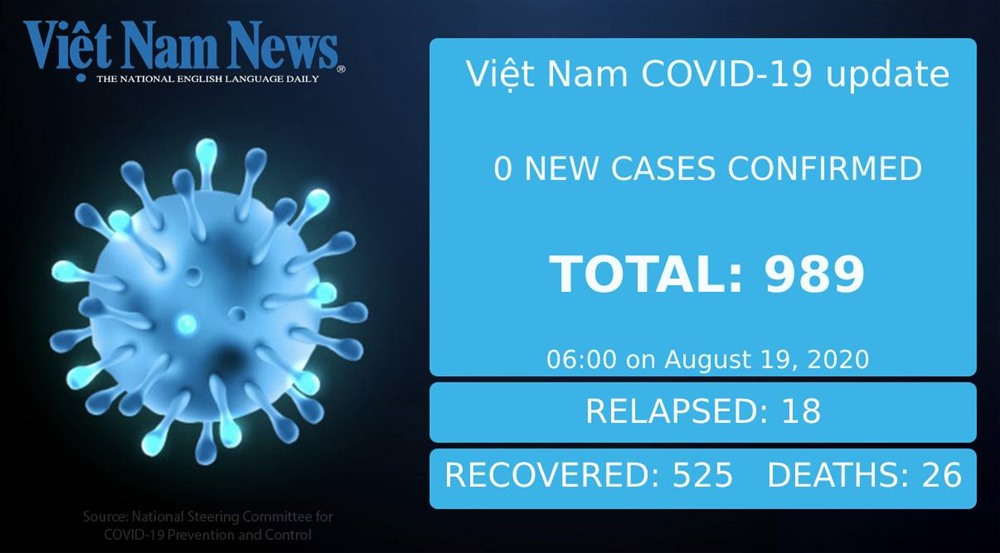 Việt Nam News®
THE NATIONAL ENGLISH LANGUAGE DAILY
Việt Nam COVID-19 update
0 NEW CASES CONFIRMED
TOTAL: 989
06:00 on August 19, 2020
RELAPSED: 18
RECOVERED: 525 DEATHS: 26
Source: National Steering Committee for
COVID-19 Prevention and Control